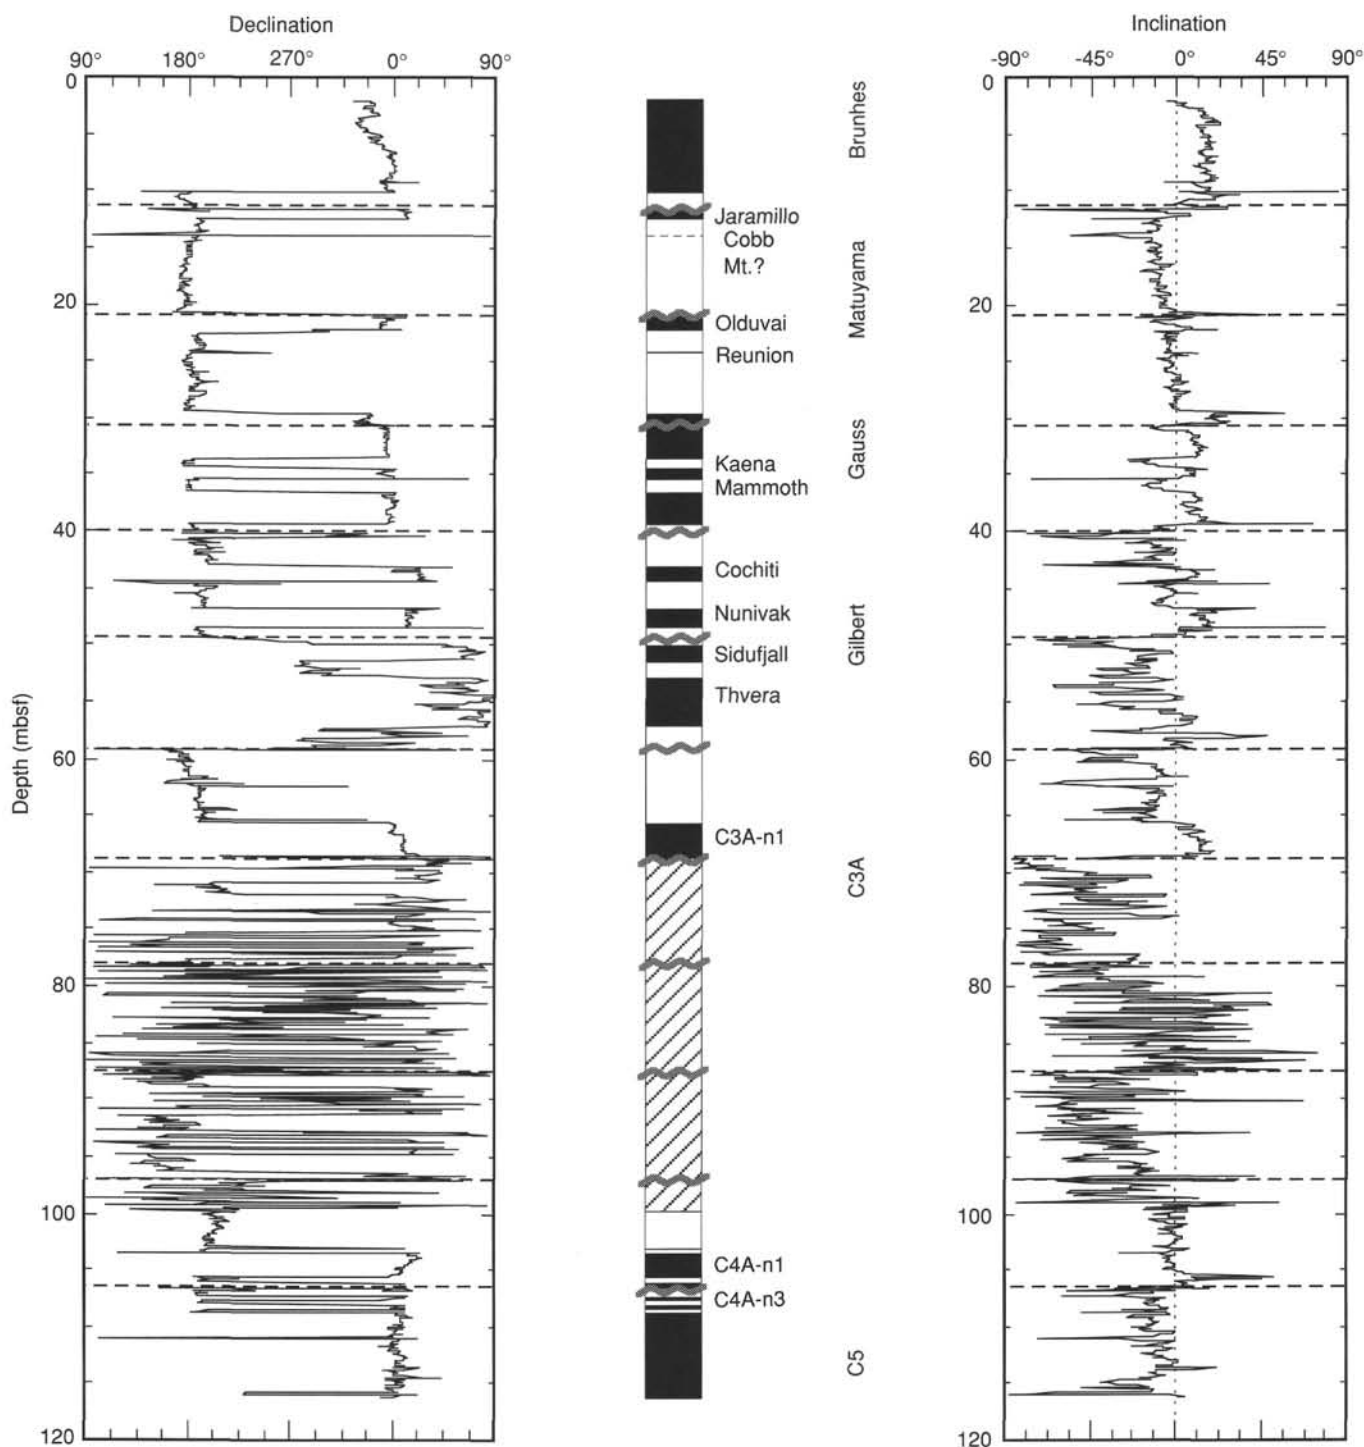 Declination
Inclination
90° 180° 270° 0° 90°
-90° -45° 0° 45° 90°
0
20
40
60
80
100
120
Depth (mbsf)
Jaramillo
Cobb
Mt.?
Olduvai
Reunion
Kaena
Mammoth
Cochiti
Nunivak
Sidufjall
Thvera
C3A-n1
C4A-n1
C4A-n3
Brunhes
Matuyama
Gauss
Gilbert
C3A
C5
0
20
40
60
80
100
120